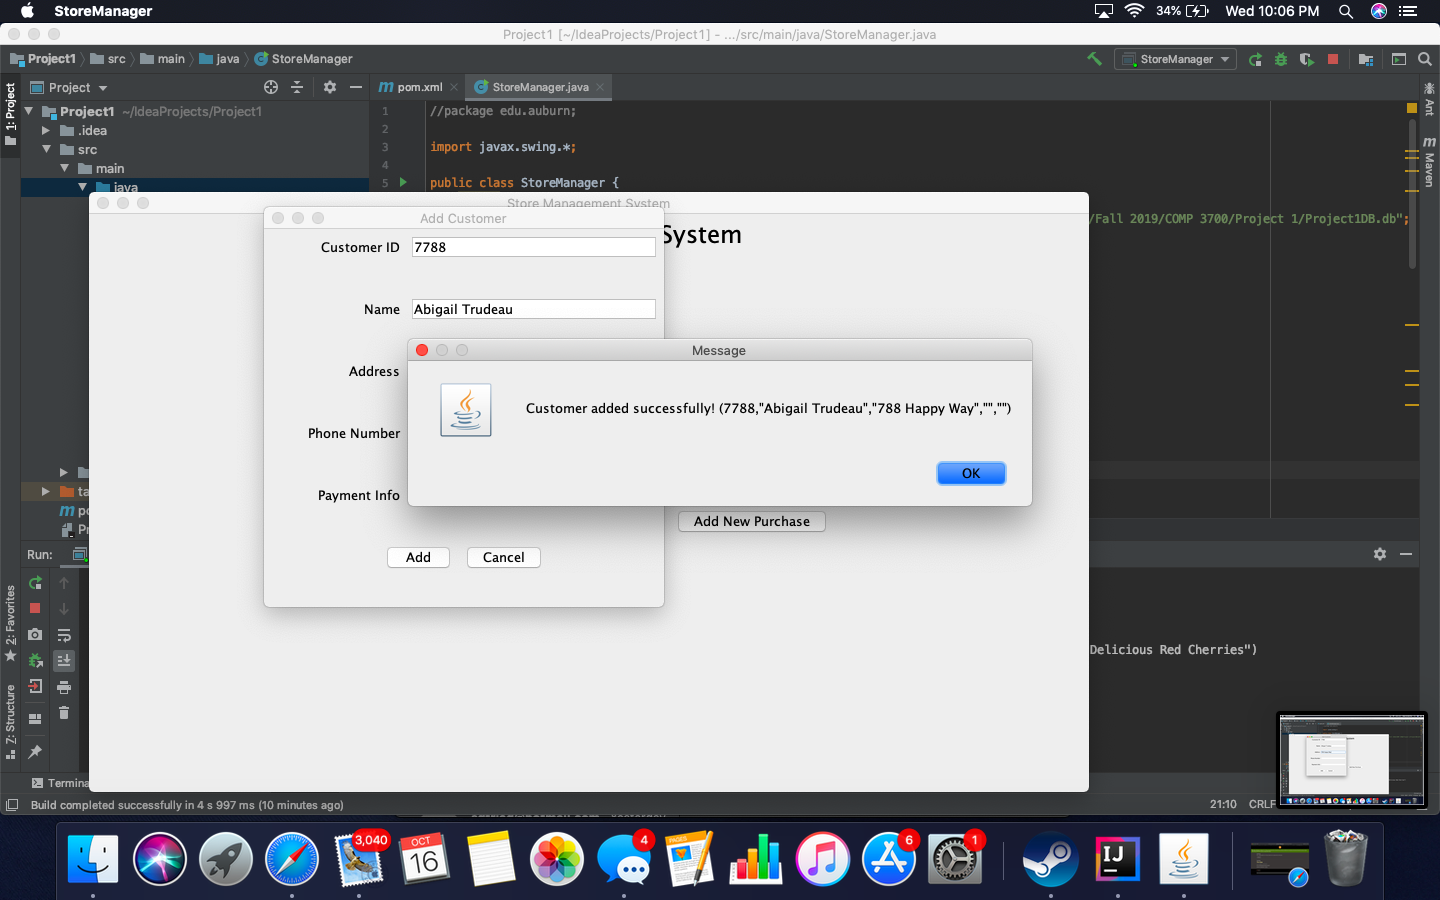 StoreManager
34%
Wed 10:06 PM
Project1 [~/IdeaProjects/Project1] - .../src/main/java/StoreManager.java
Project1
src
main
java
StoreManager
StoreManager
1: Project
Project
pom.xml
StoreManager.java
Ant
Maven
Project1 ~/IdeaProjects/Project1
.idea
src
main
java
1 //package edu.auburn;
2
3 import javax.swing.*;
4
5 public class StoreManager {
/Fall 2019/COMP 3700/Project 1/Project1DB.db";
Store Management System
System
Add Customer
Customer ID 7788
Name Abigail Trudeau
Address
Phone Number
Payment Info
Add
Cancel
Message
Customer added successfully! (7788,"Abigail Trudeau","788 Happy Way","","")
OK
Add New Purchase
ta
po
Pr
Run:
2: Favorites
Z: Structure
Delicious Red Cherries")
Termina
Build completed successfully in 4 s 997 ms (10 minutes ago)
21:10
CRLF
3,040
OCT
16
4
PAGES
6
1
IJ